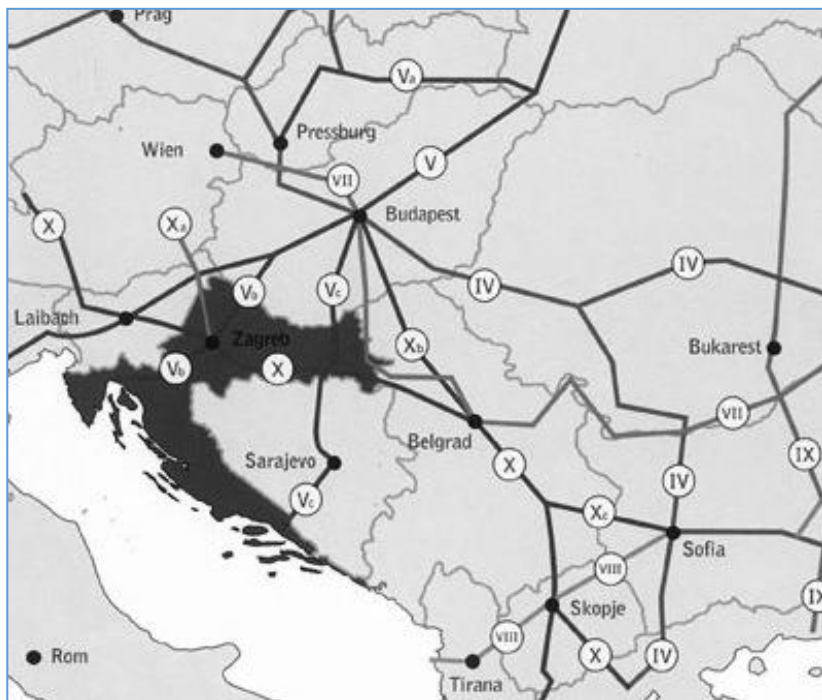 Prag
Va
Pressburg
Wien
V
VII
Xa
Budapest
X
IV
IV
Vb
Vc
Laibach
Zagreb
Xb
Bukarest
Vb
X
VII
Belgrad
Sarajevo
X
IX
IV
Vc
Xc
Sofia
VIII
Skopje
IX
VIII
X
IV
Rom
Tirana